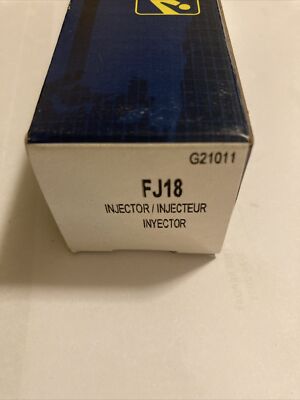 G21011
FJ18
INJECTOR / INJECTEUR
INYECTOR